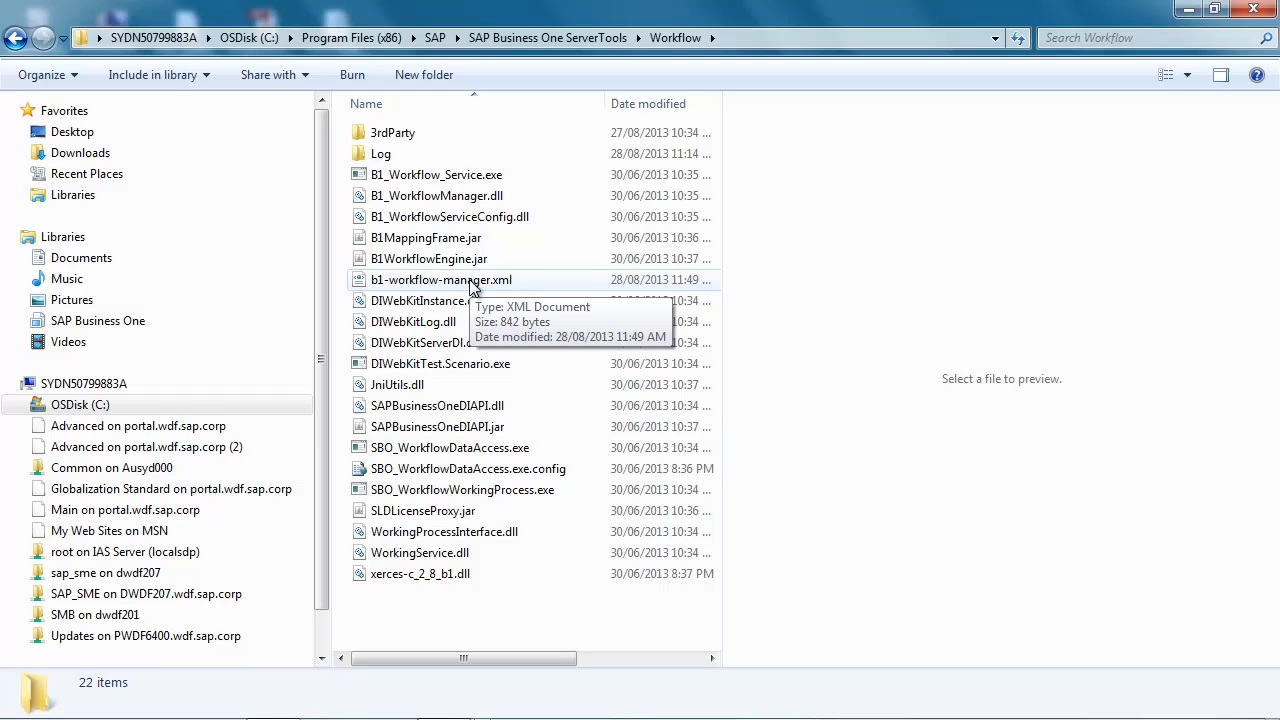 SYDN50799883A OSDisk (C:) Program Files (x86) SAP SAP Business One ServerTools Workflow
Search Workflow
Organize Include in library Share with Burn New folder
Favorites
Desktop
Downloads
Recent Places
Libraries
Libraries
Documents
Music
Pictures
SAP Business One
Videos
SYDN50799883A
OSDisk (C:)
Advanced on portal.wdf.sap.corp
Advanced on portal.wdf.sap.corp (2)
Common on Ausyd000
Globalization Standard on portal.wdf.sap.corp
Main on portal.wdf.sap.corp
My Web Sites on MSN
root on IAS Server (localsdp)
sap_sme on dwdf207
SAP_SME on DWDF207.wdf.sap.corp
SMB on dwdf201
Updates on PWDF6400.wdf.sap.corp
Name Date modified
3rdParty 27/08/2013 10:34 ...
Log 28/08/2013 11:14 ...
B1_Workflow_Service.exe 30/06/2013 10:35 ...
B1_WorkflowManager.dll 30/06/2013 10:35 ...
B1_WorkflowServiceConfig.dll 30/06/2013 10:35 ...
B1MappingFrame.jar 30/06/2013 10:36 ...
B1WorkflowEngine.jar 30/06/2013 10:37 ...
b1-workflow-manager.xml 28/08/2013 11:49 ...
DIWebKitInstance. 10:34 ...
DIWebKitLog.dll 10:34 ...
DIWebKitServerDI. 10:34 ...
Type: XML Document
Size: 842 bytes
Date modified: 28/08/2013 11:49 AM
DIWebKitTest.Scenario.exe 30/06/2013 10:34 ...
JniUtils.dll 30/06/2013 10:37 ...
SAPBusinessOneDIAPI.dll 30/06/2013 10:34 ...
SAPBusinessOneDIAPI.jar 30/06/2013 10:37 ...
SBO_WorkflowDataAccess.exe 30/06/2013 10:34 ...
SBO_WorkflowDataAccess.exe.config 30/06/2013 8:36 PM
SBO_WorkflowWorkingProcess.exe 30/06/2013 10:34 ...
SLDLicenseProxy.jar 30/06/2013 10:36 ...
WorkingProcessInterface.dll 30/06/2013 10:34 ...
WorkingService.dll 30/06/2013 10:34 ...
xerces-c_2_8_b1.dll 30/06/2013 8:37 PM
Select a file to preview.
22 items